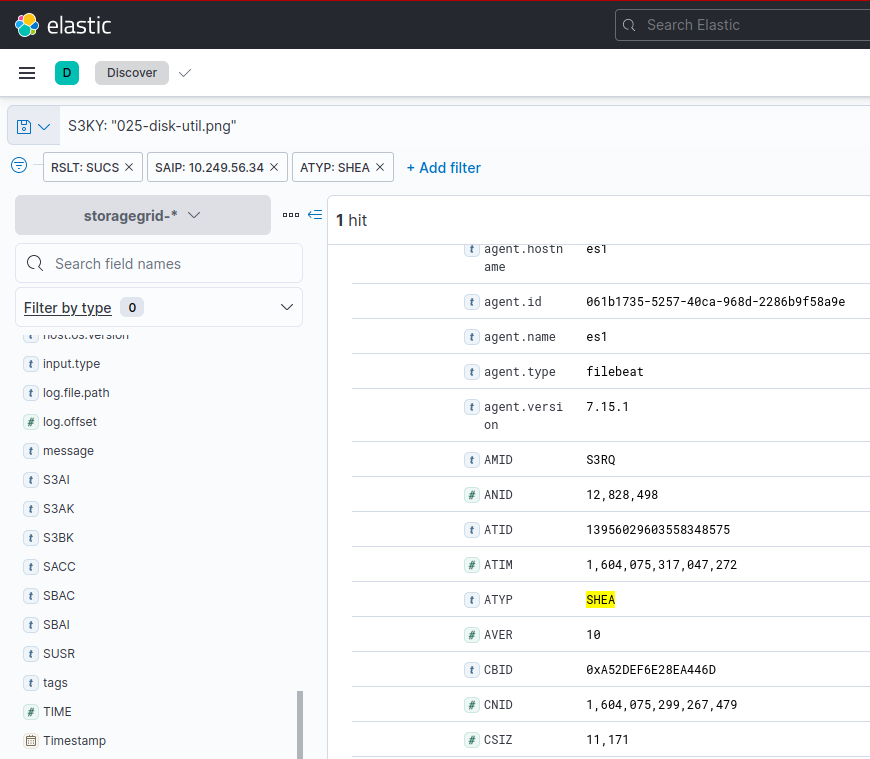 elastic
Search Elastic
D
Discover
S3KY: "025-disk-util.png"
RSLT: SUCS ×
SAIP: 10.249.56.34 ×
ATYP: SHEA ×
+ Add filter
storagegrid-*
1 hit
Search field names
Filter by type 0
host.os.version
t input.type
t log.file.path
# log.offset
t message
t S3AI
t S3AK
t S3BK
t SACC
t SBAC
t SBAI
t SUSR
t tags
# TIME
Timestamp
t agent.hostn
ame
es1
t agent.id 061b1735-5257-40ca-968d-2286b9f58a9e
t agent.name es1
t agent.type filebeat
t agent.versi
on
7.15.1
t AMID S3RQ
# ANID 12,828,498
t ATID 13956029603558348575
# ATIM 1,604,075,317,047,272
t ATYP SHEA
# AVER 10
t CBID 0xA52DEF6E28EA446D
# CNID 1,604,075,299,267,479
# CSIZ 11,171